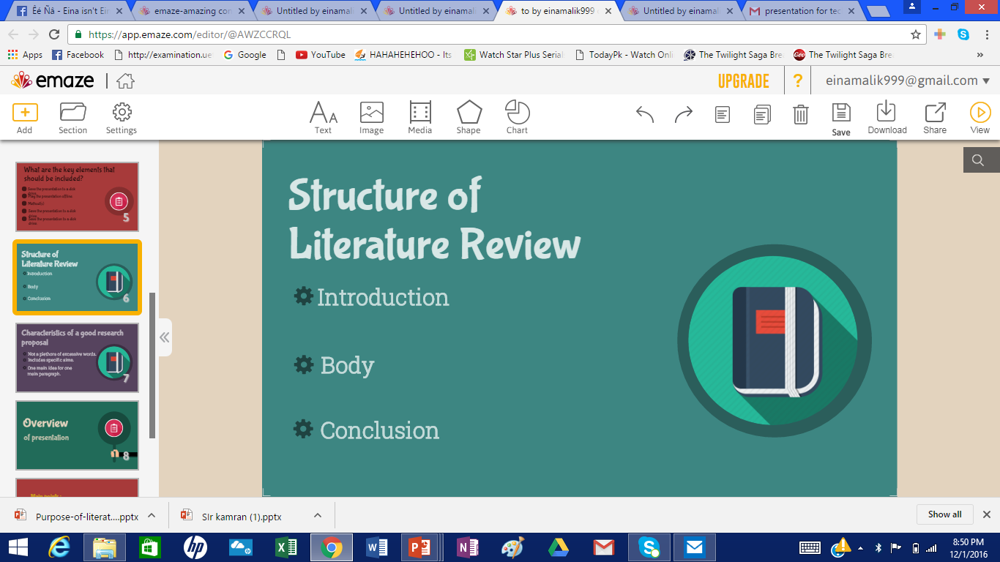 Êé Ñâ - Eina isn't Ein
emaze-amazing con
Untitled by einamalik
Untitled by einamalik
to by einamalik999
Untitled by einamalik
presentation for tec
https://app.emaze.com/editor/@AWZCCRQL
Apps
Facebook
http://examination.ue
Google
YouTube
HAHAHEHEHOO - Its
Watch Star Plus Serial
TodayPk - Watch Onli
The Twilight Saga Bre
The Twilight Saga Bre
emaze
UPGRADE
?
einamalik999@gmail.com
Add
Section
Settings
Text
Image
Media
Shape
Chart
Save
Download
Share
View
What are the key elements that
should be included?
Save the presentation to a disk
drive.
Play the presentation offline
Method(s)
Save the presentation to a disk
drive.
Save the presentation to a disk
drive.
5
Structure of
Literature Review
Introduction
Body
Conclusion
6
Characteristics of a good research
proposal
Not a plethora of excessive words.
Includes specific aims.
One main idea for one
main paragraph.
7
Overview
of presentation
8
Structure of
Literature Review
Introduction
Body
Conclusion
Purpose-of-literat....pptx
SIr kamran (1).pptx
Show all
8:50 PM
12/1/2016